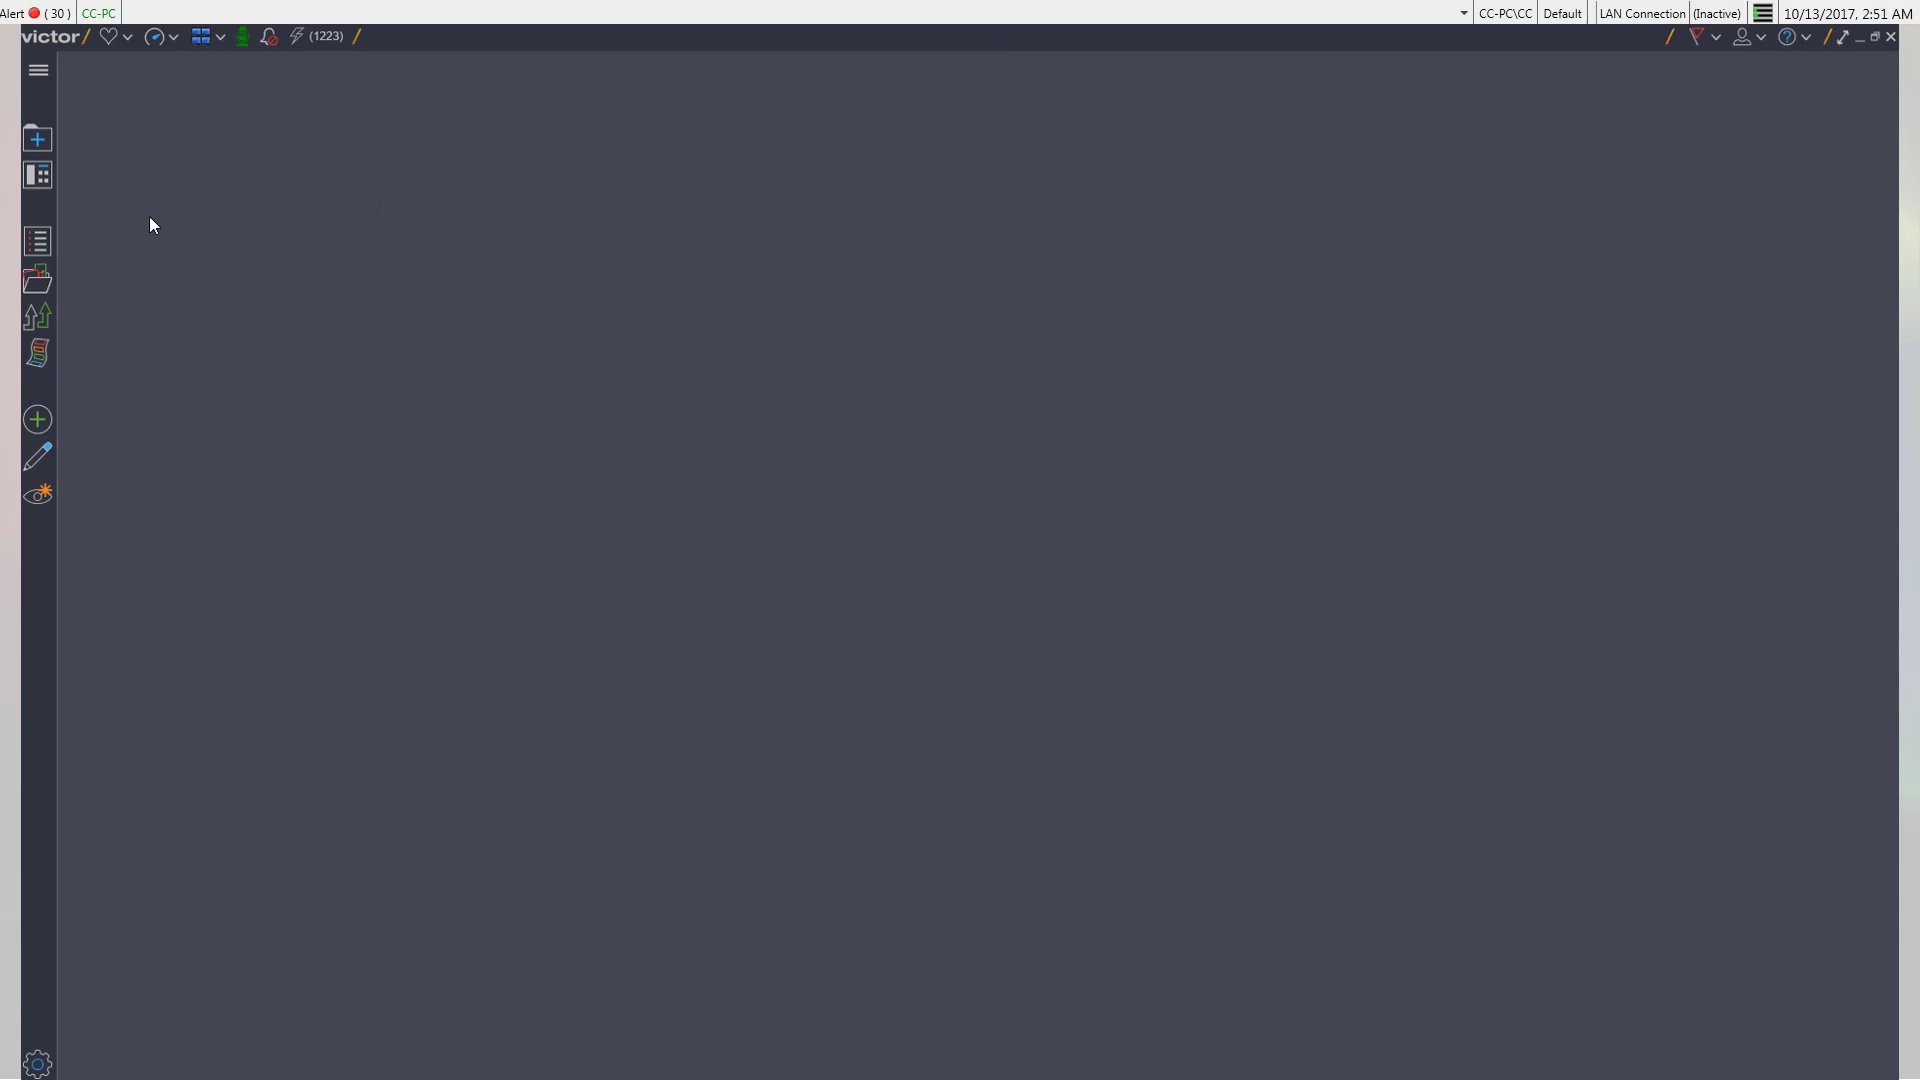 Alert ( 30 ) CC-PC CC-PC\CC Default LAN Connection (Inactive) 10/13/2017, 2:51 AM
victor/ (1223) /